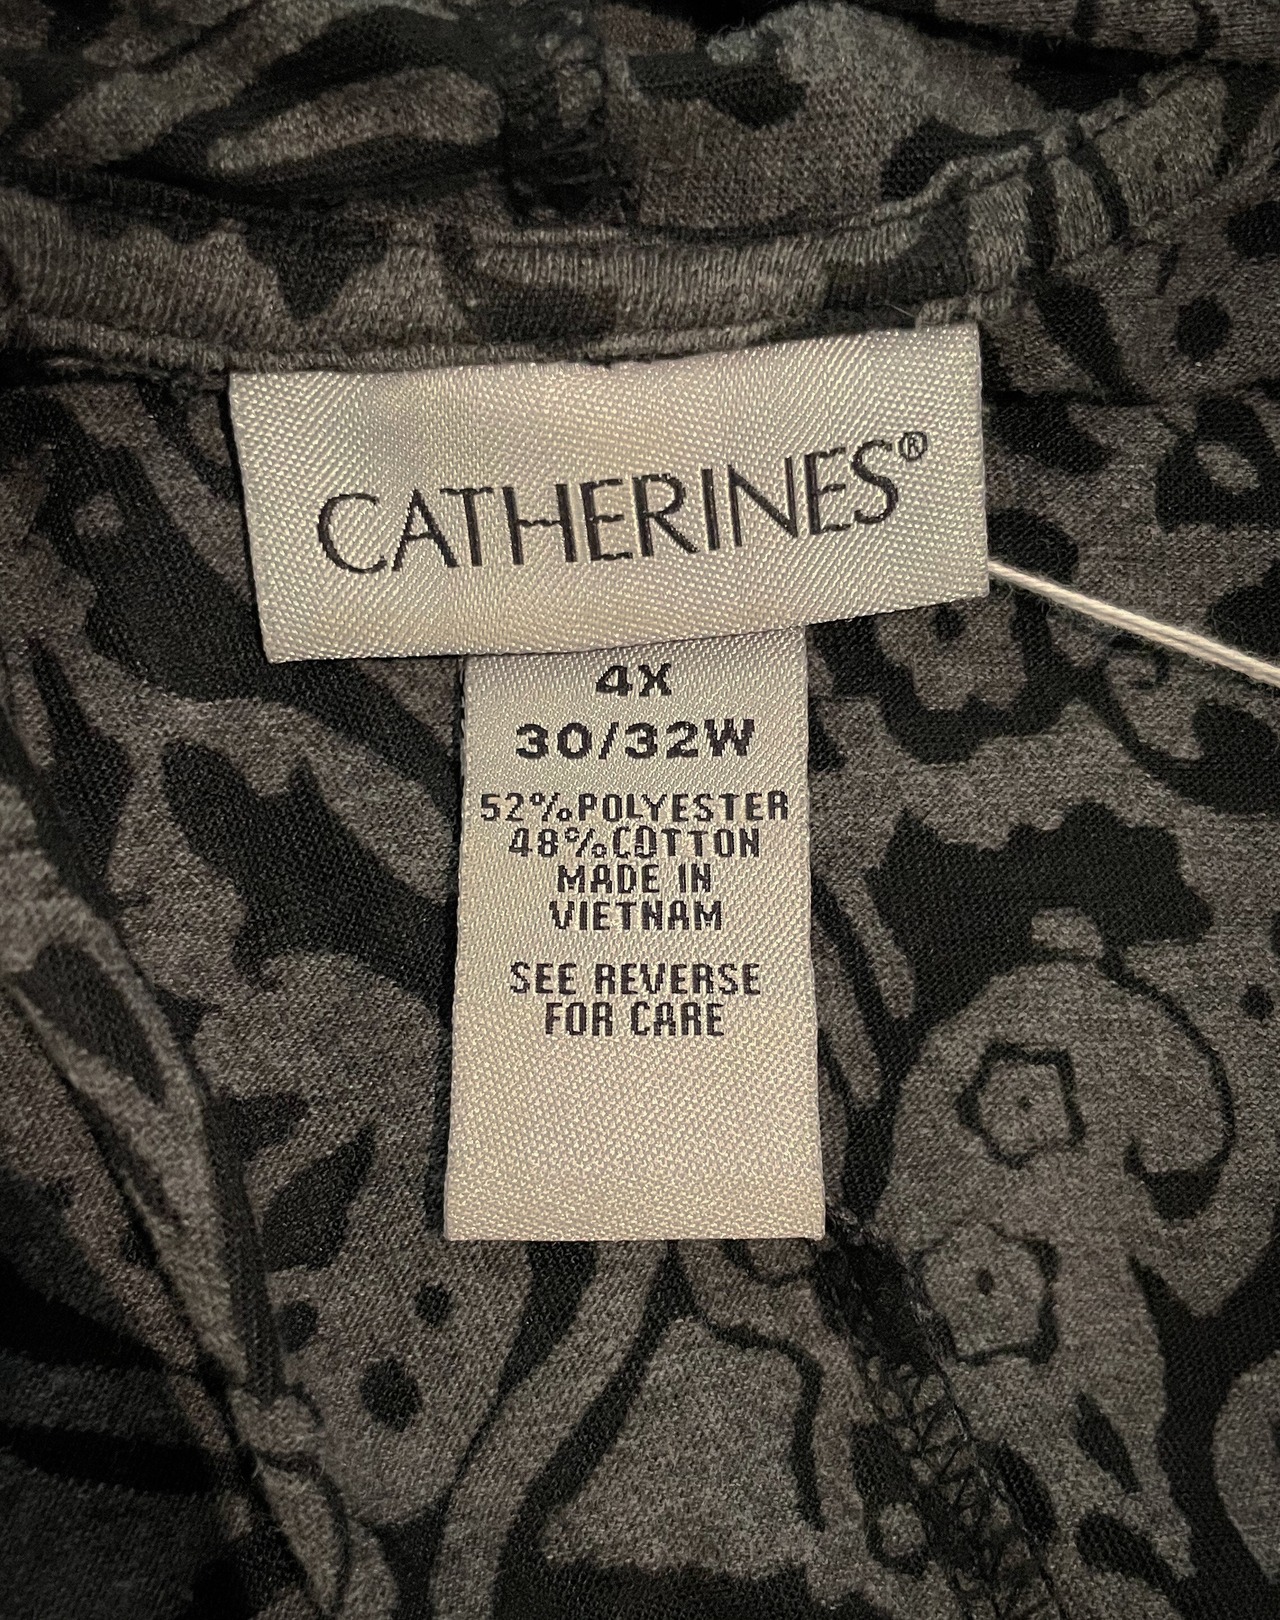 CATHERINES®
4X
30/32W
52%POLYESTER
48%COTTON
MADE IN
VIETNAM
SEE REVERSE
FOR CARE